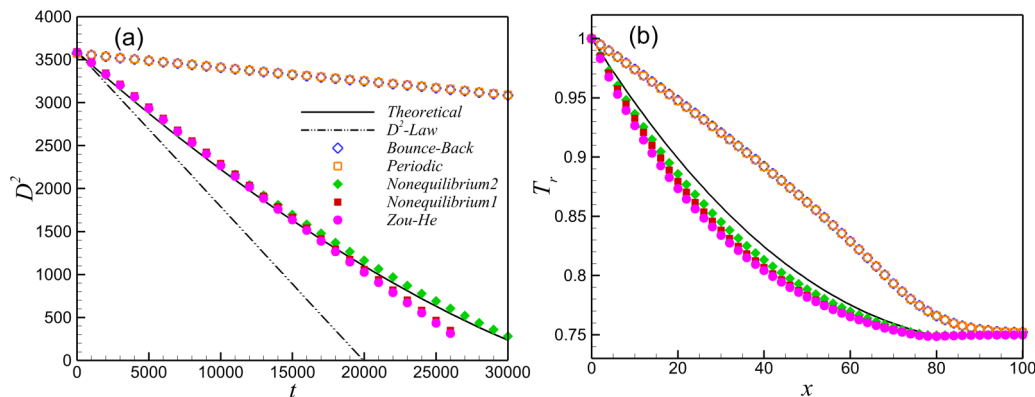 (a)
D²
4000
3500
3000
2500
2000
1500
1000
500
0
0 5000 10000 15000 20000 25000 30000
t
Theoretical
D²-Law
Bounce-Back
Periodic
Nonequilibrium2
Nonequilibrium1
Zou-He
(b)
Tᵣ
1
0.95
0.9
0.85
0.8
0.75
0.7
0 20 40 60 80 100
x